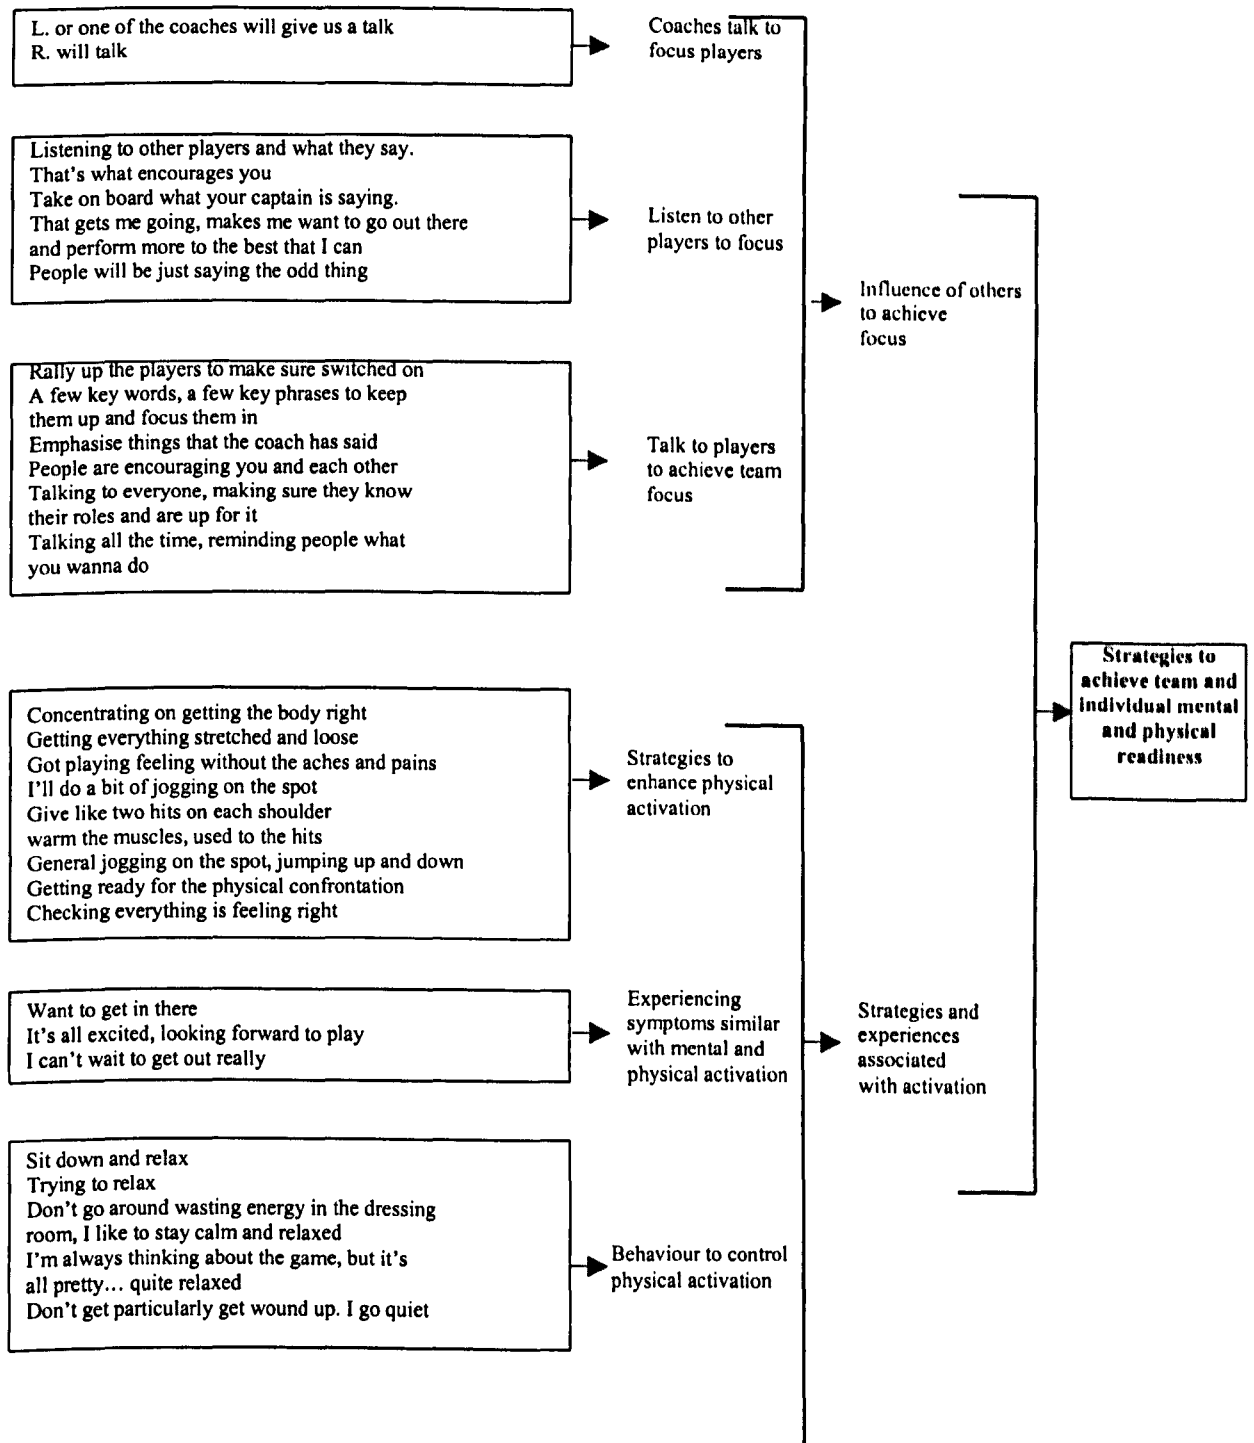 L. or one of the coaches will give us a talk
R. will talk
Coaches talk to
focus players
Listening to other players and what they say.
That's what encourages you
Take on board what your captain is saying.
That gets me going, makes me want to go out there
and perform more to the best that I can
People will be just saying the odd thing
Listen to other
players to focus
Influence of others
to achieve
focus
Rally up the players to make sure switched on
A few key words, a few key phrases to keep
them up and focus them in
Emphasise things that the coach has said
People are encouraging you and each other
Talking to everyone, making sure they know
their roles and are up for it
Talking all the time, reminding people what
you wanna do
Talk to players
to achieve team
focus
Strategies to
achieve team and
individual mental
and physical
readiness
Concentrating on getting the body right
Getting everything stretched and loose
Got playing feeling without the aches and pains
I'll do a bit of jogging on the spot
Give like two hits on each shoulder
warm the muscles, used to the hits
General jogging on the spot, jumping up and down
Getting ready for the physical confrontation
Checking everything is feeling right
Strategies to
enhance physical
activation
Want to get in there
It's all excited, looking forward to play
I can't wait to get out really
Experiencing
symptoms similar
with mental and
physical activation
Strategies and
experiences
associated
with activation
Sit down and relax
Trying to relax
Don't go around wasting energy in the dressing
room, I like to stay calm and relaxed
I'm always thinking about the game, but it's
all pretty... quite relaxed
Don't get particularly get wound up. I go quiet
Behaviour to control
physical activation